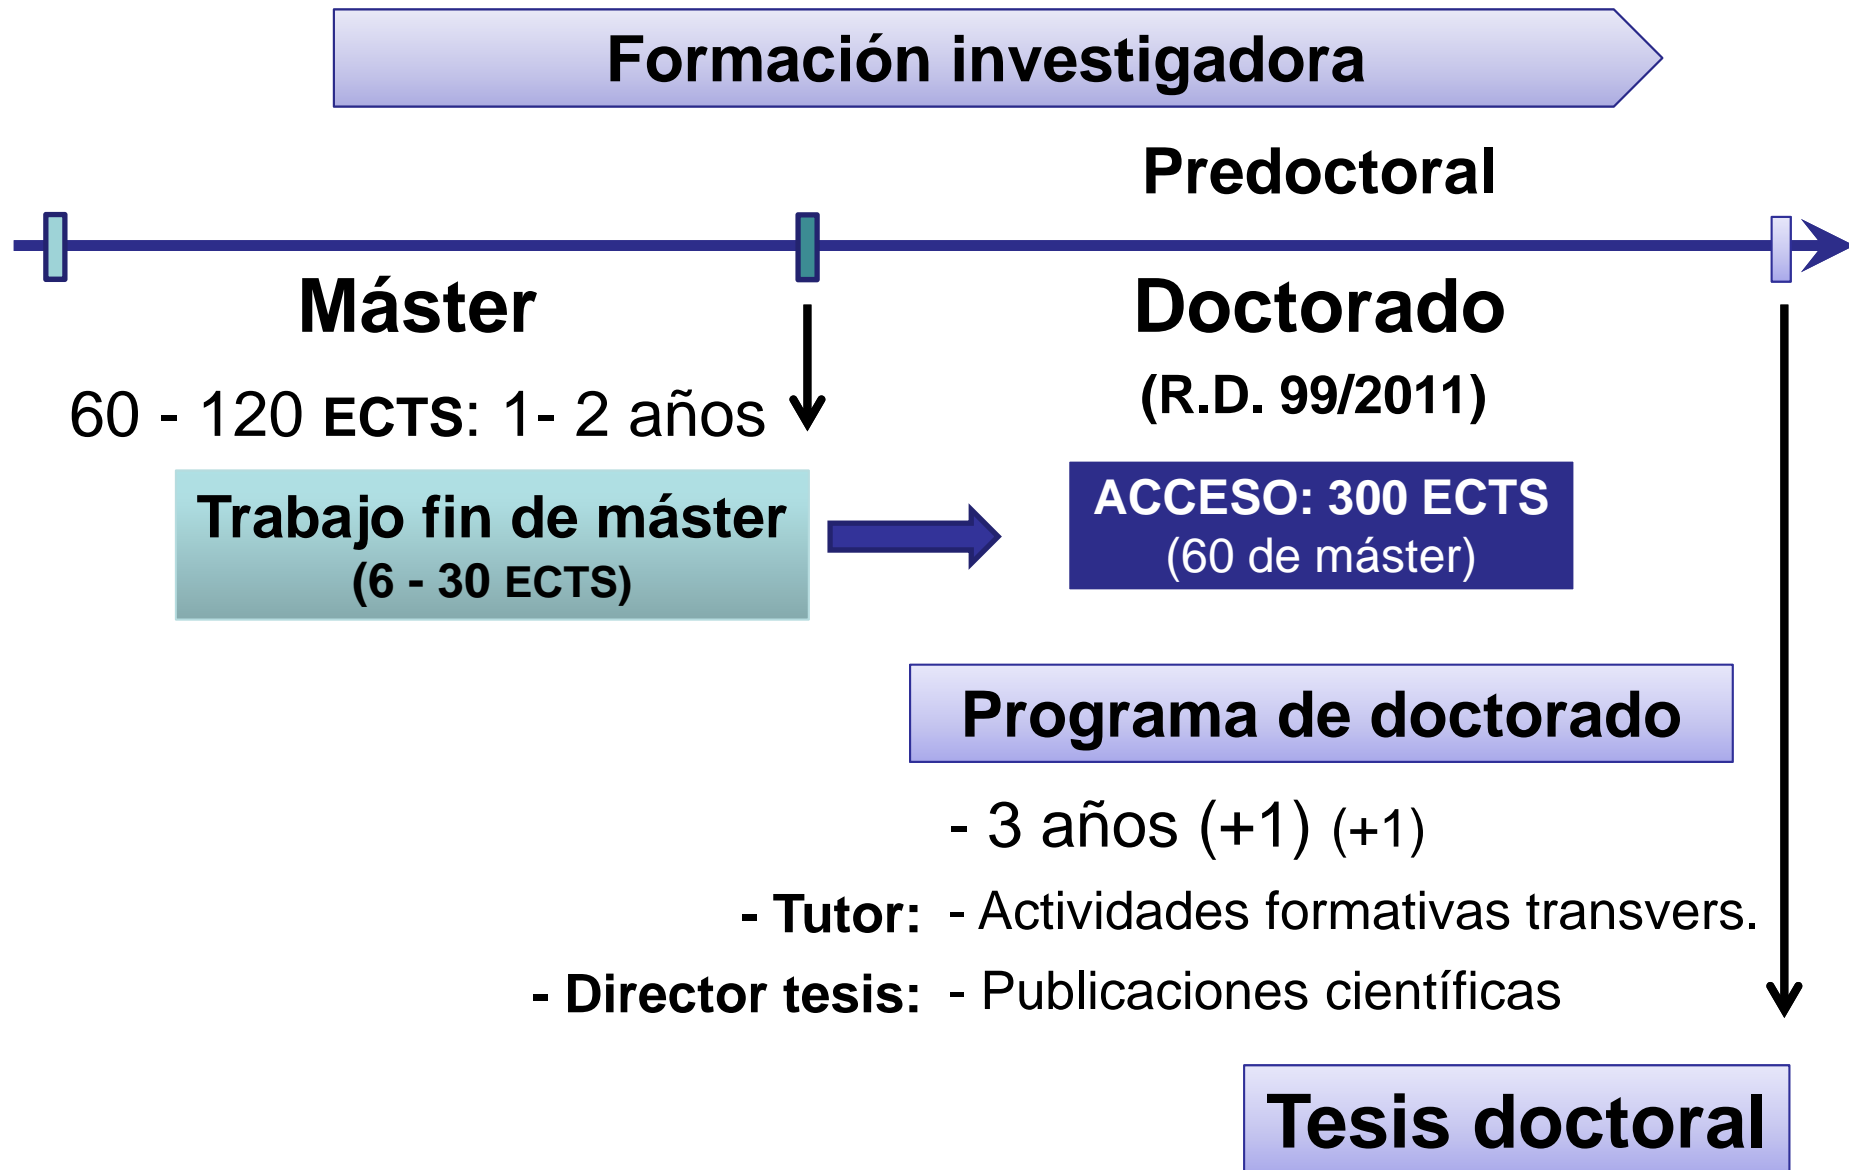 Formación investigadora
Predoctoral
Máster
Doctorado
60 - 120 ECTS: 1- 2 años
(R.D. 99/2011)
Trabajo fin de máster
(6 - 30 ECTS)
ACCESO: 300 ECTS
(60 de máster)
Programa de doctorado
- 3 años (+1) (+1)
- Tutor: - Actividades formativas transvers.
- Director tesis: - Publicaciones científicas
Tesis doctoral